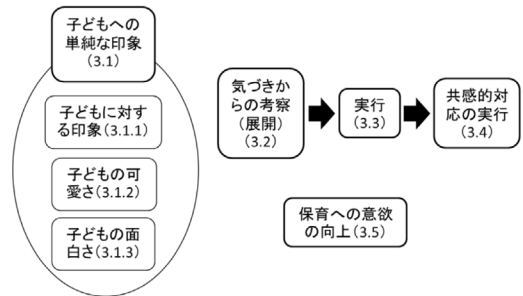 子どもへの
単純な印象
(3.1)
子どもに対す
る印象(3.1.1)
子どもの可
愛さ(3.1.2)
子どもの面
白さ(3.1.3)
気づきか
らの考察
(展開)
(3.2)
実行
(3.3)
共感的対
応の実行
(3.4)
保育への意欲
の向上(3.5)